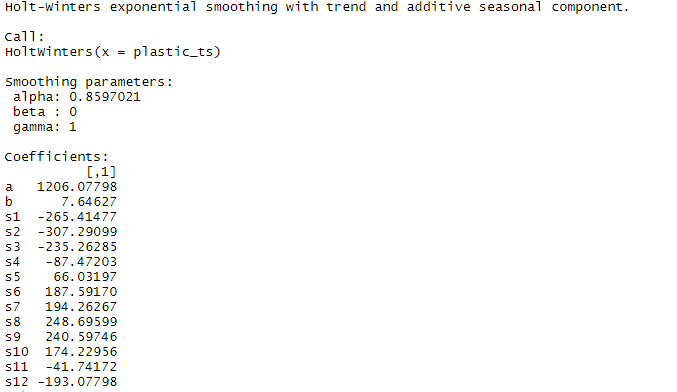 Holt-Winters exponential smoothing with trend and additive seasonal component.
Call:
HoltWinters(x = plastic_ts)
Smoothing parameters:
alpha: 0.8597021
beta : 0
gamma: 1
Coefficients:
[,1]
a 1206.07798
b 7.64627
s1 -265.41477
s2 -307.29099
s3 -235.26285
s4 -87.47203
s5 66.03197
s6 187.59170
s7 194.26267
s8 248.69599
s9 240.59746
s10 174.22956
s11 -41.74172
s12 -193.07798